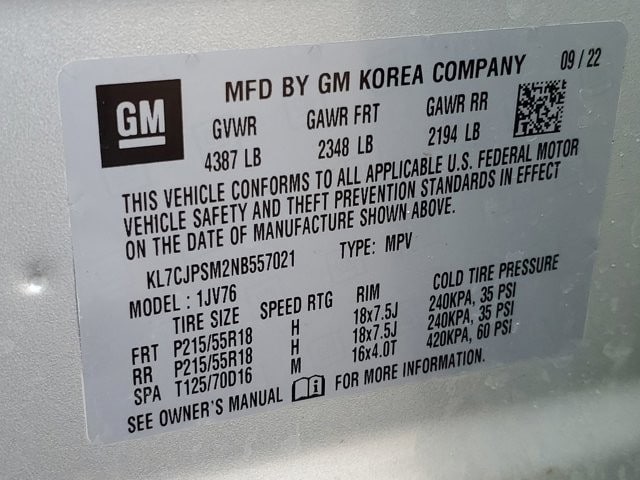 GM
MFD BY GM KOREA COMPANY 09 / 22
GVWR GAWR FRT GAWR RR
4387 LB 2348 LB 2194 LB
THIS VEHICLE CONFORMS TO ALL APPLICABLE U.S. FEDERAL MOTOR
VEHICLE SAFETY AND THEFT PREVENTION STANDARDS IN EFFECT
ON THE DATE OF MANUFACTURE SHOWN ABOVE.
KL7CJPSM2NB557021 TYPE: MPV
MODEL : 1JV76
TIRE SIZE SPEED RTG RIM COLD TIRE PRESSURE
FRT P215/55R18 H 18x7.5J 240KPA, 35 PSI
RR P215/55R18 H 18x7.5J 240KPA, 35 PSI
SPA T125/70D16 M 16x4.0T 420KPA, 60 PSI
SEE OWNER'S MANUAL FOR MORE INFORMATION.